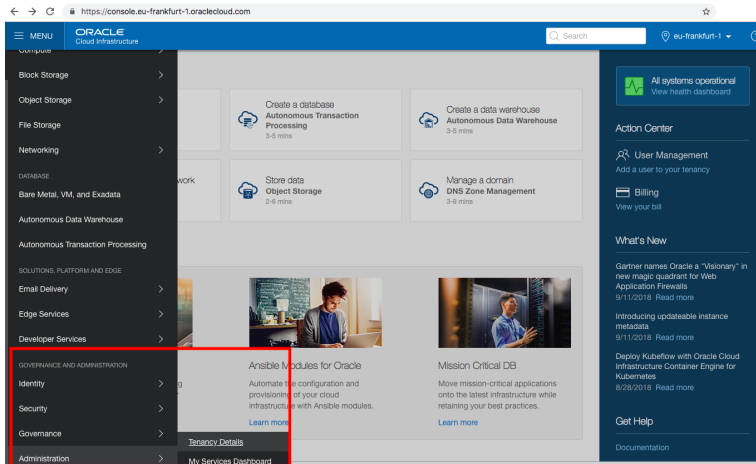 https://console.eu-frankfurt-1.oraclecloud.com
MENU
ORACLE
Cloud Infrastructure
Search
eu-frankfurt-1
Compute
Block Storage
Object Storage
File Storage
Networking
DATABASE
Bare Metal, VM, and Exadata
Autonomous Data Warehouse
Autonomous Transaction Processing
SOLUTIONS, PLATFORM AND EDGE
Email Delivery
Edge Services
Developer Services
GOVERNANCE AND ADMINISTRATION
Identity
Security
Governance
Administration
Tenancy Details
My Services Dashboard
Create a database
Autonomous Transaction
Processing
3-5 mins
Create a data warehouse
Autonomous Data Warehouse
3-5 mins
work
Store data
Object Storage
2-6 mins
Manage a domain
DNS Zone Management
3-9 mins
Ansible Modules for Oracle
Automate the configuration and
provisioning of your cloud
infrastructure with Ansible modules.
Learn more
Mission Critical DB
Move mission-critical applications
onto the latest infrastructure while
retaining your best practices.
Learn more
All systems operational
View health dashboard
Action Center
User Management
Add a user to your tenancy
Billing
View your bill
What's New
Gartner names Oracle a "Visionary" in
new magic quadrant for Web
Application Firewalls
9/11/2018 Read more
Introducing updateable instance
metadata
9/11/2018 Read more
Deploy Kubeflow with Oracle Cloud
Infrastructure Container Engine for
Kubernetes
8/28/2018 Read more
Get Help
Documentation